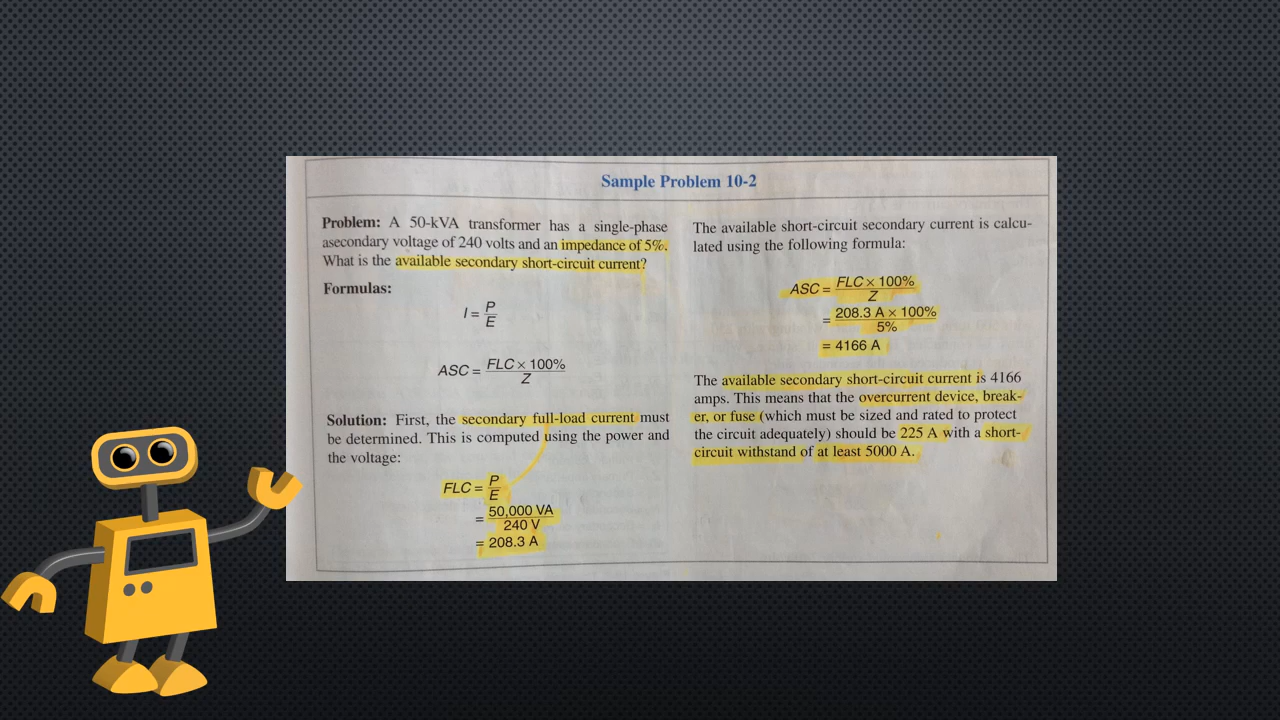 Sample Problem 10-2
Problem: A 50-kVA transformer has a single-phase
asecondary voltage of 240 volts and an impedance of 5%.
What is the available secondary short-circuit current?
Formulas:
I = P
E
ASC = FLC × 100%
Z
Solution: First, the secondary full-load current must
be determined. This is computed using the power and
the voltage:
FLC = P
E
= 50,000 VA
240 V
= 208.3 A
The available short-circuit secondary current is calcu-
lated using the following formula:
ASC = FLC × 100%
Z
= 208.3 A × 100%
5%
= 4166 A
The available secondary short-circuit current is 4166
amps. This means that the overcurrent device, break-
er, or fuse (which must be sized and rated to protect
the circuit adequately) should be 225 A with a short-
circuit withstand of at least 5000 A.